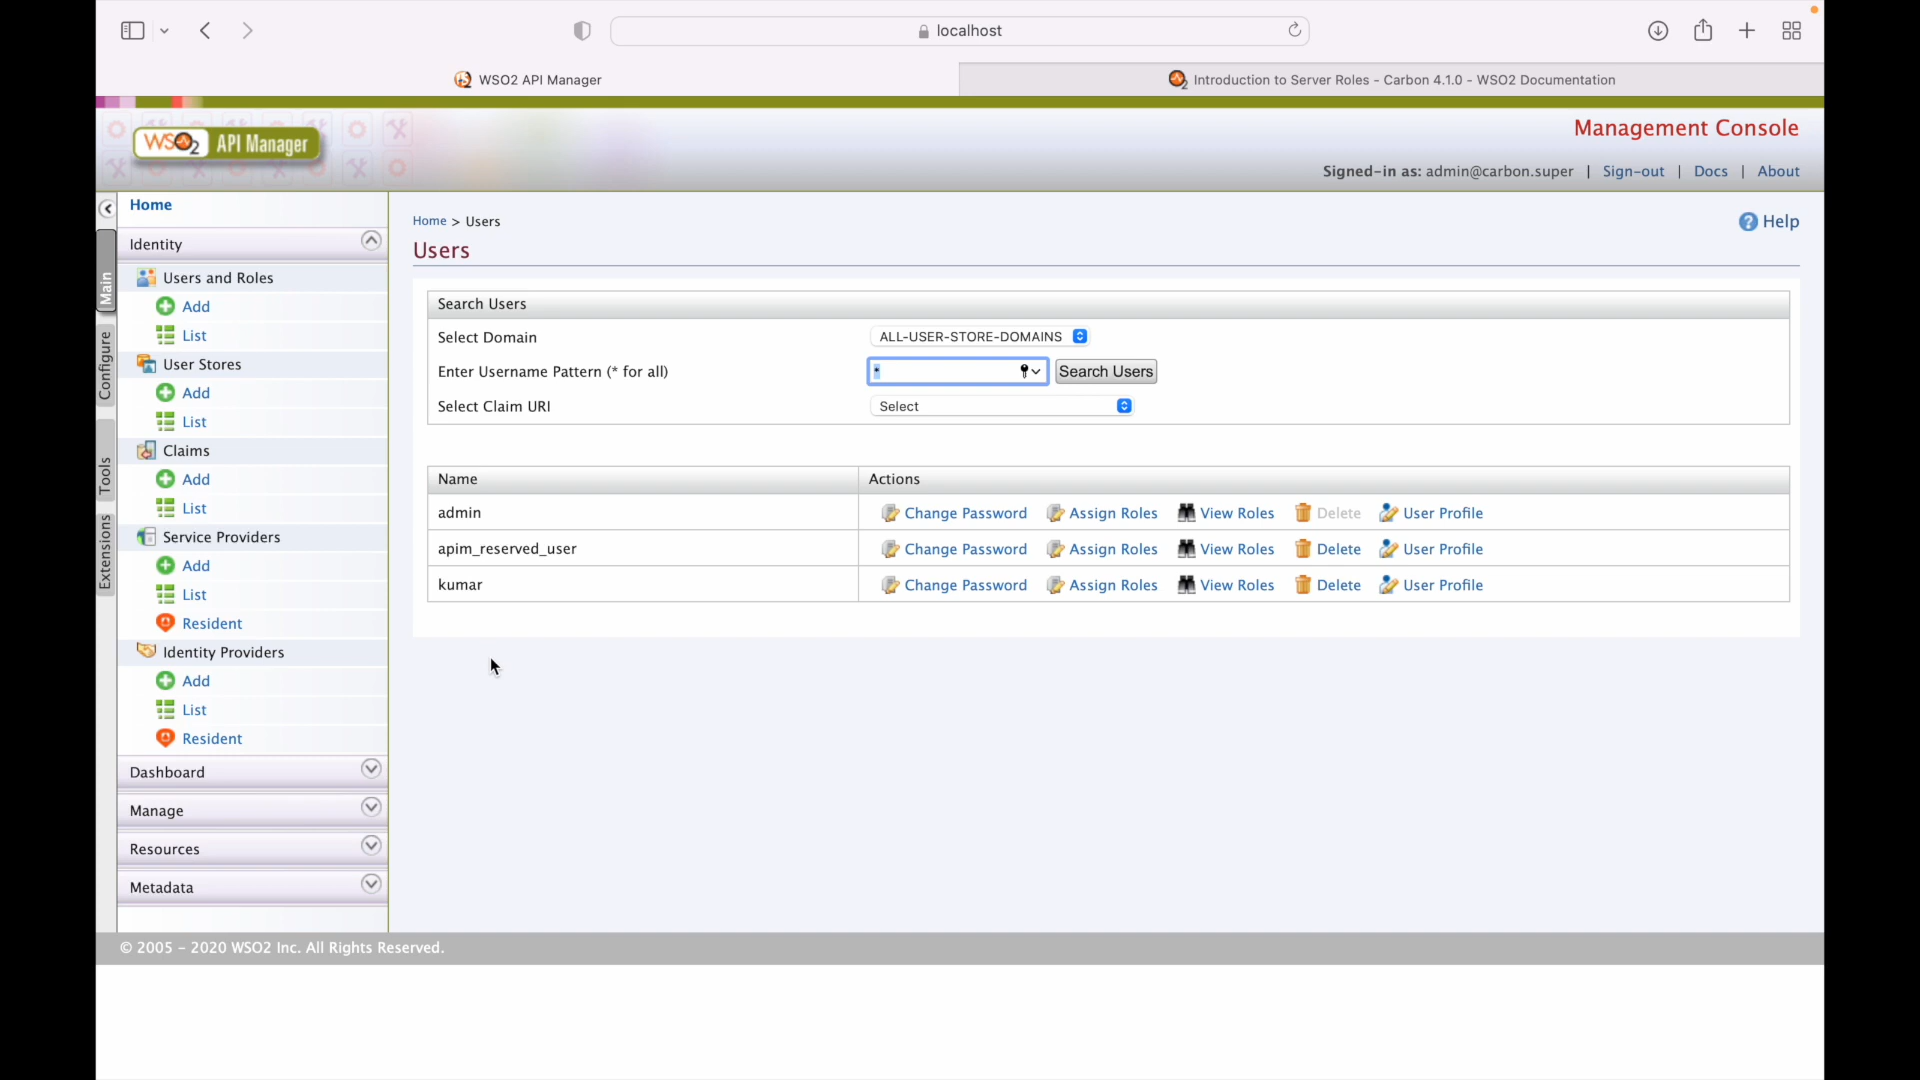 localhost
WSO2 API Manager
Introduction to Server Roles - Carbon 4.1.0 - WSO2 Documentation
WSO2 API Manager
Management Console
Signed-in as: admin@carbon.super | Sign-out | Docs | About
Main
Configure
Tools
Extensions
Home
Identity
Users and Roles
Add
List
User Stores
Add
List
Claims
Add
List
Service Providers
Add
List
Resident
Identity Providers
Add
List
Resident
Dashboard
Manage
Resources
Metadata
Home > Users
Help
Users
Search Users
Select Domain ALL-USER-STORE-DOMAINS
Enter Username Pattern (* for all) * Search Users
Select Claim URI Select
Name Actions
admin Change Password Assign Roles View Roles Delete User Profile
apim_reserved_user Change Password Assign Roles View Roles Delete User Profile
kumar Change Password Assign Roles View Roles Delete User Profile
© 2005 - 2020 WSO2 Inc. All Rights Reserved.